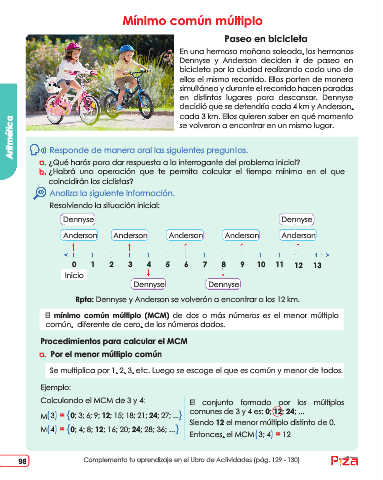 Mínimo común múltiplo
Paseo en bicicleta
En una hermosa mañana soleada, los hermanos
Dennyse y Anderson deciden ir de paseo en
bicicleta por la ciudad realizando cada uno de
ellos el mismo recorrido. Ellos parten de manera
simultánea y durante el recorrido hacen paradas
en distintos lugares para descansar. Dennyse
decidió que se detendría cada 4 km y Anderson,
cada 3 km. Ellos quieren saber en qué momento
se volverán a encontrar en un mismo lugar.
Aritmética
Responde de manera oral las siguientes preguntas.
a. ¿Qué harás para dar respuesta a la interrogante del problema inicial?
b. ¿Habrá una operación que te permita calcular el tiempo mínimo en el que
coincidirán los ciclistas?
Analiza la siguiente información.
Resolviendo la situación inicial:
Dennyse Dennyse
Anderson Anderson Anderson Anderson Anderson
0 1 2 3 4 5 6 7 8 9 10 11 12 13
Inicio
Dennyse Dennyse
Rpta: Dennyse y Anderson se volverán a encontrar a los 12 km.
El mínimo común múltiplo (MCM) de dos o más números es el menor múltiplo
común, diferente de cero, de los números dados.
Procedimientos para calcular el MCM
a. Por el menor múltiplo común
Se multiplica por 1, 2, 3, etc. Luego se escoge el que es común y menor de todos.
Ejemplo:
Calculando el MCM de 3 y 4:
M(3) = {0; 3; 6; 9; 12; 15; 18; 21; 24; 27; ...}
M(4) = {0; 4; 8; 12; 16; 20; 24; 28; 36; ...}
El conjunto formado por los múltiplos
comunes de 3 y 4 es: 0; 12; 24; ...
Siendo 12 el menor múltiplo distinto de 0.
Entonces, el MCM (3; 4) = 12
98
Complementa tu aprendizaje en el Libro de Actividades (pág. 129 - 130)